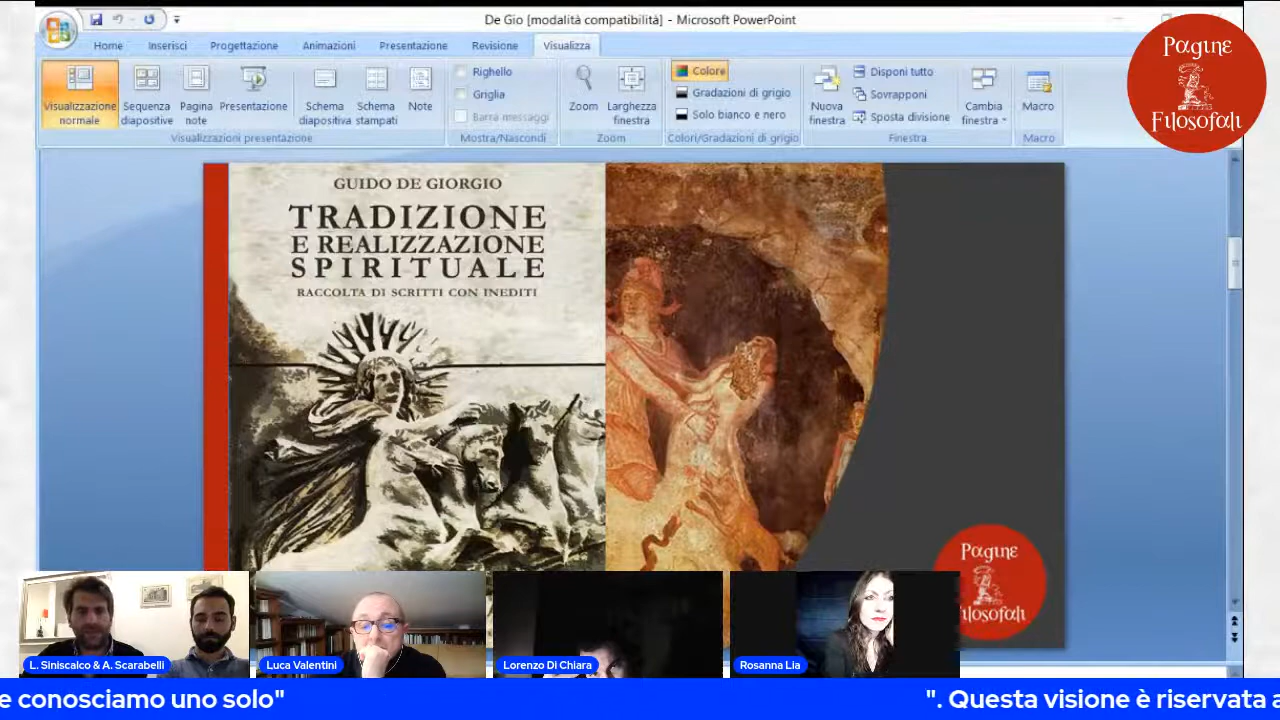 De Gio [modalità compatibilità] - Microsoft PowerPoint
Home Inserisci Progettazione Animazioni Presentazione Revisione Visualizza
Visualizzazione normale
Sequenza diapositive
Pagina note
Presentazione
Schema diapositiva
Schema stampati
Note
Visualizzazioni presentazione
Righello
Griglia
Barra messaggi
Mostra/Nascondi
Zoom
Larghezza finestra
Zoom
Colore
Gradazioni di grigio
Solo bianco e nero
Colori/Gradazioni di grigio
Nuova finestra
Disponi tutto
Sovrapponi
Sposta divisione
Cambia finestra
Finestra
Macro
Macro
Pagine
Filosofali
GUIDO DE GIORGIO
TRADIZIONE
E REALIZZAZIONE
SPIRITUALE
RACCOLTA DI SCRITTI CON INEDITI
Pagine
filosofali
L. Siniscalco & A. Scarabelli
Luca Valentini
Lorenzo Di Chiara
Rosanna Lia
e conosciamo uno solo" ". Questa visione è riservata a